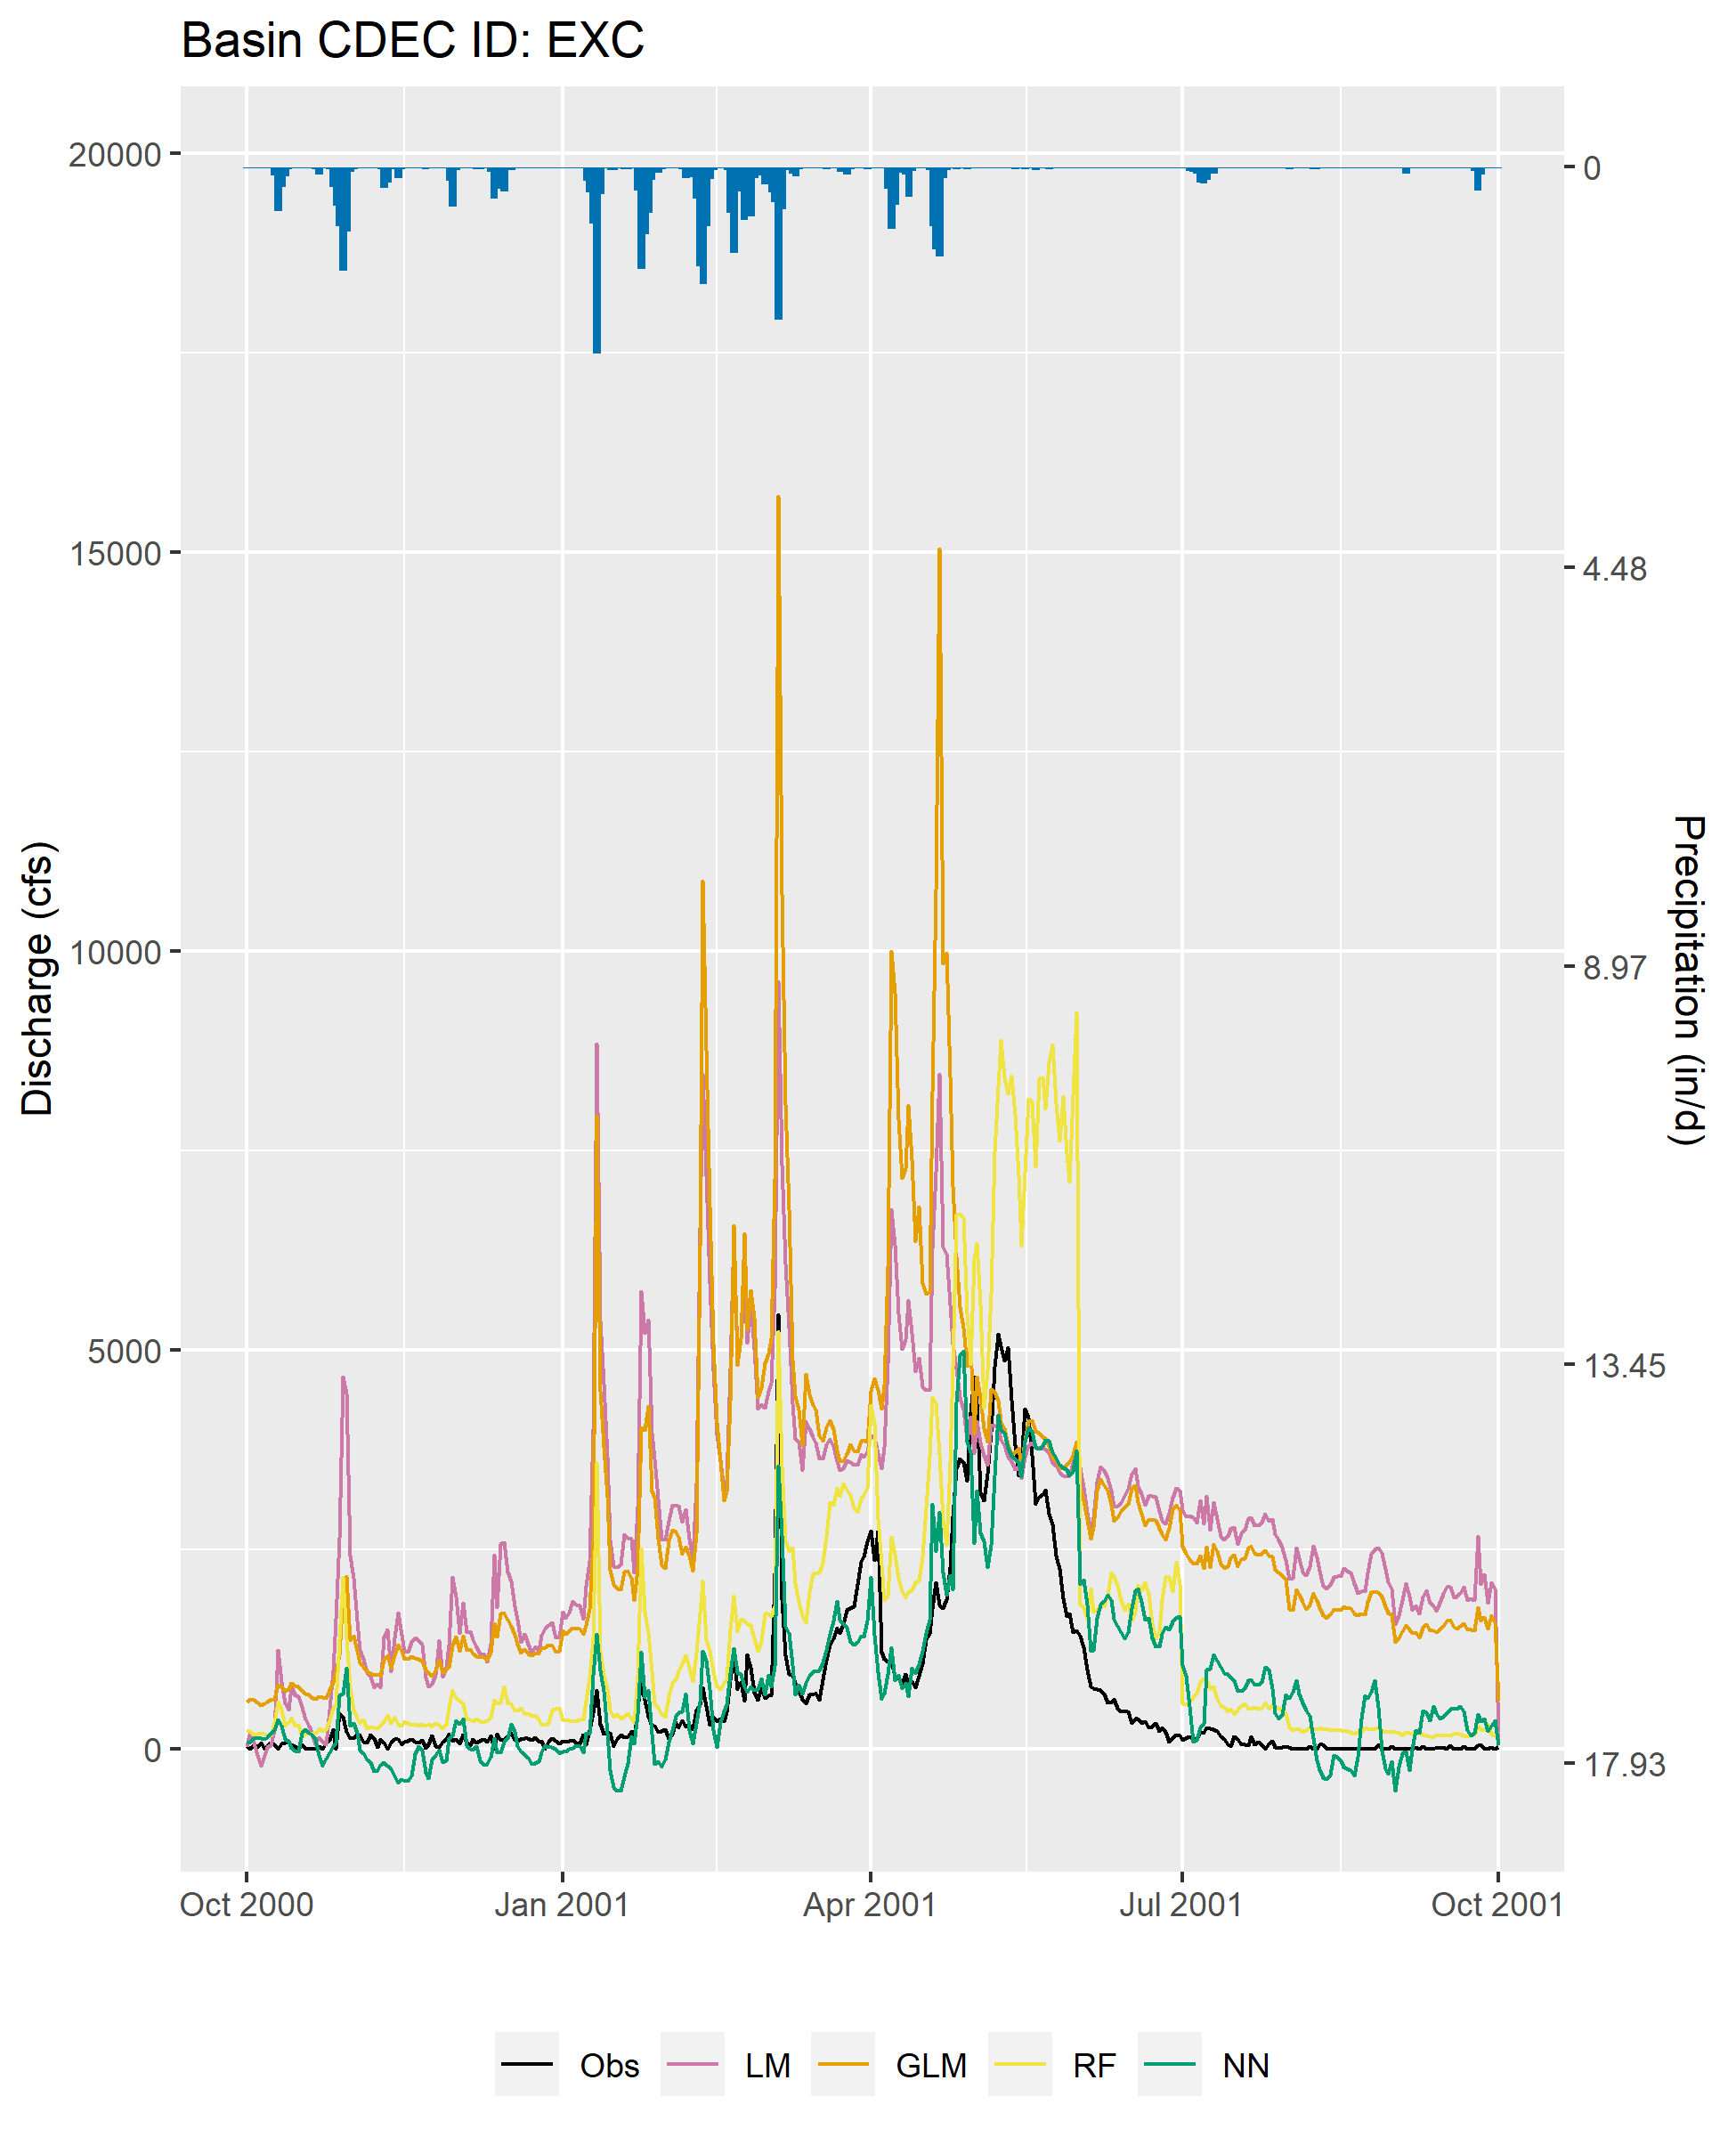 Basin CDEC ID: EXC
20000
15000
10000
5000
0
Discharge (cfs)
0
4.48
8.97
13.45
17.93
Precipitation (in/d)
Oct 2000
Jan 2001
Apr 2001
Jul 2001
Oct 2001
Obs
LM
GLM
RF
NN